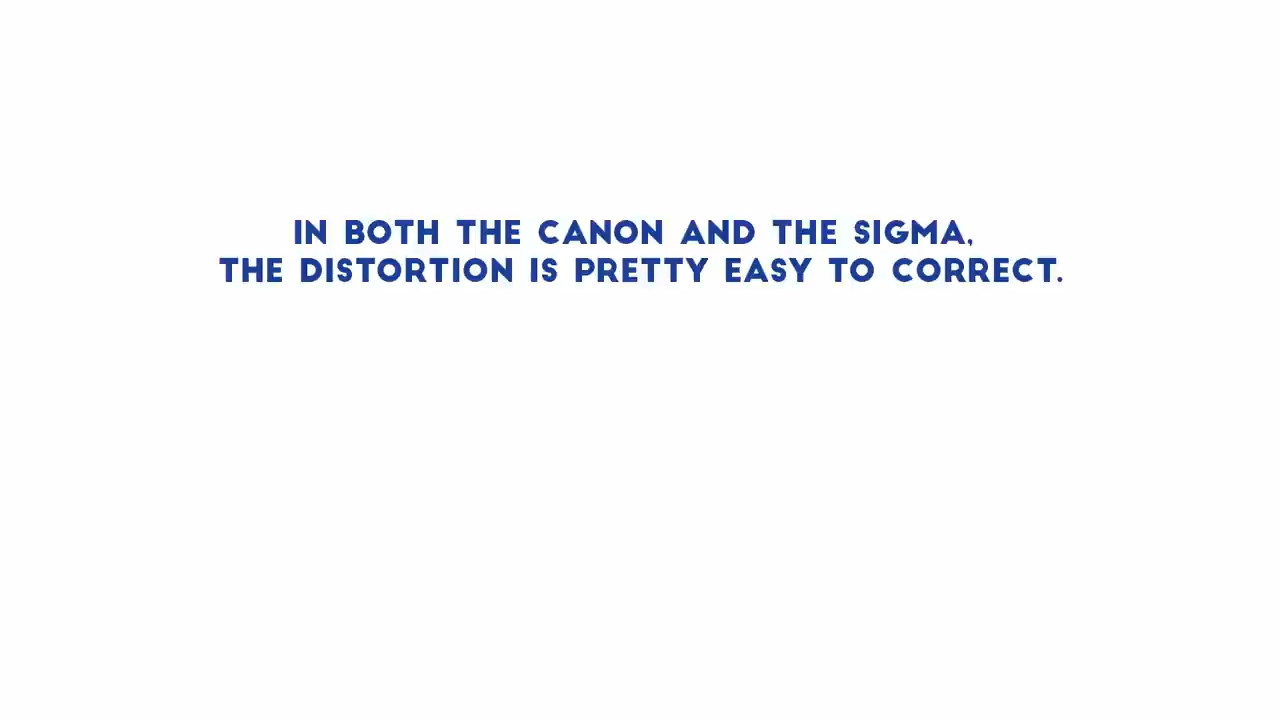 IN BOTH THE CANON AND THE SIGMA,
THE DISTORTION IS PRETTY EASY TO CORRECT.